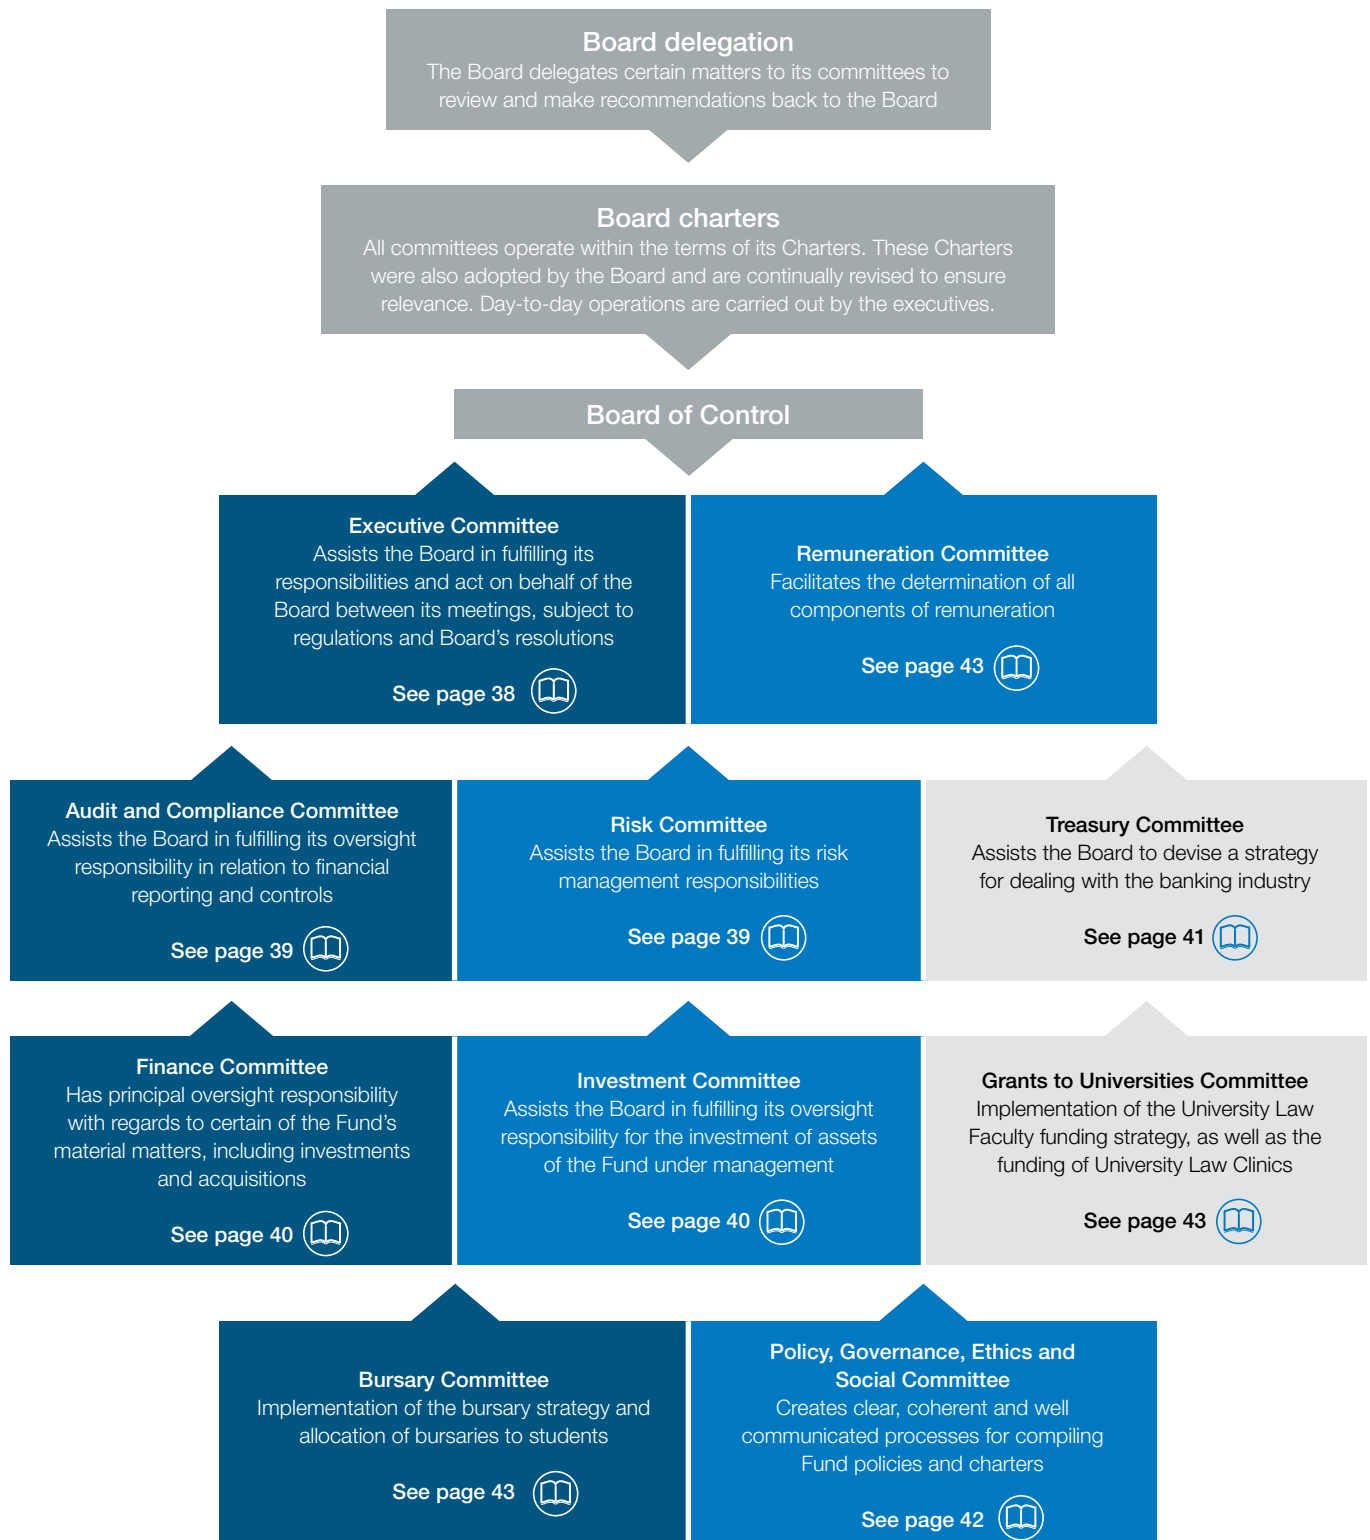 Board delegation
The Board delegates certain matters to its committees to
review and make recommendations back to the Board
Board charters
All committees operate within the terms of its Charters. These Charters
were also adopted by the Board and are continually revised to ensure
relevance. Day-to-day operations are carried out by the executives.
Board of Control
Executive Committee
Assists the Board in fulfilling its
responsibilities and act on behalf of the
Board between its meetings, subject to
regulations and Board's resolutions
See page 38
Remuneration Committee
Facilitates the determination of all
components of remuneration
See page 43
Audit and Compliance Committee
Assists the Board in fulfilling its oversight
responsibility in relation to financial
reporting and controls
See page 39
Risk Committee
Assists the Board in fulfilling its risk
management responsibilities
See page 39
Treasury Committee
Assists the Board to devise a strategy
for dealing with the banking industry
See page 41
Finance Committee
Has principal oversight responsibility
with regards to certain of the Fund's
material matters, including investments
and acquisitions
See page 40
Investment Committee
Assists the Board in fulfilling its oversight
responsibility for the investment of assets
of the Fund under management
See page 40
Grants to Universities Committee
Implementation of the University Law
Faculty funding strategy, as well as the
funding of University Law Clinics
See page 43
Bursary Committee
Implementation of the bursary strategy and
allocation of bursaries to students
See page 43
Policy, Governance, Ethics and
Social Committee
Creates clear, coherent and well
communicated processes for compiling
Fund policies and charters
See page 42